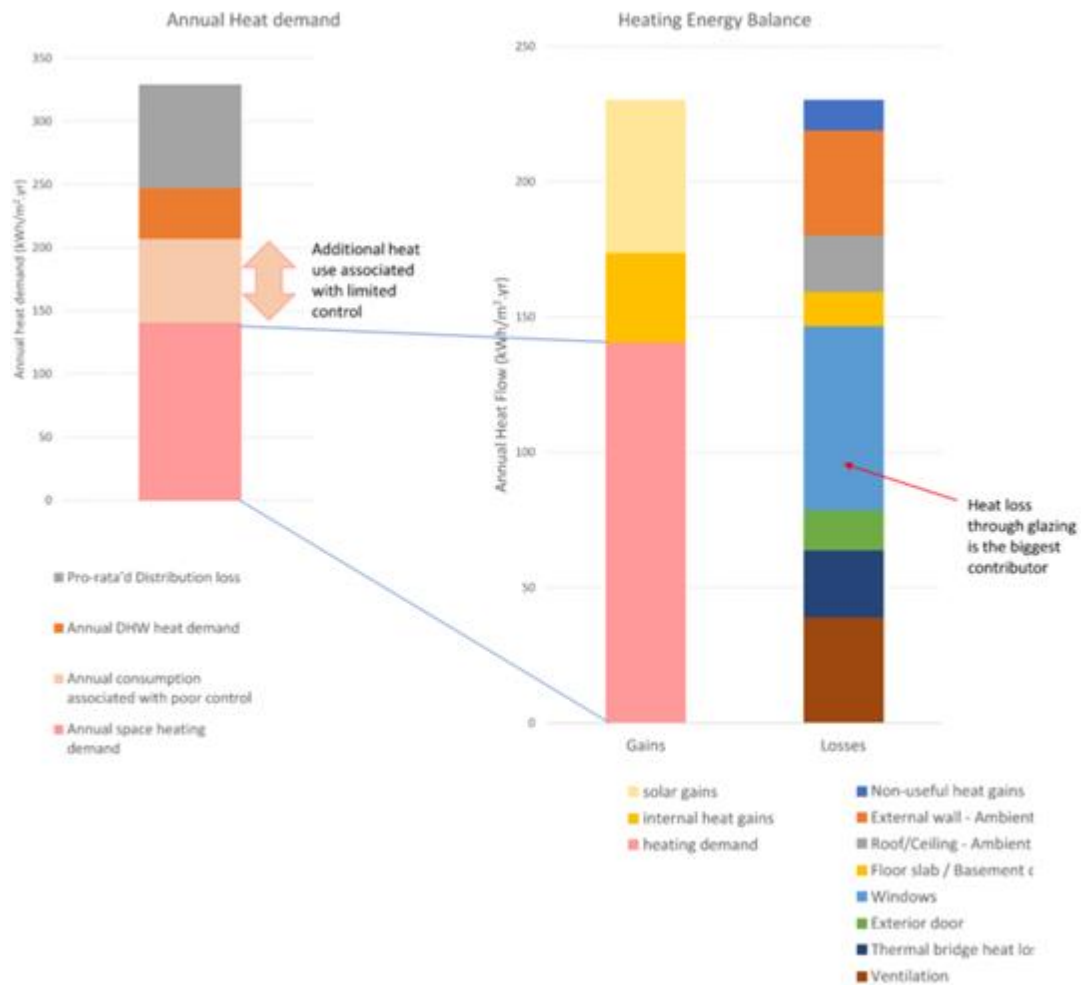 Annual Heat demand
Annual heat demand (kWh/m².yr)
350
300
250
200
150
100
50
0
Additional heat
use associated
with limited
control
Pro-rata'd Distribution loss
Annual DHW heat demand
Annual consumption
associated with poor control
Annual space heating
demand
Heating Energy Balance
Annual Heat Flow (kWh/m².yr)
250
200
150
100
50
0
Gains
Losses
Heat loss
through glazing
is the biggest
contributor
solar gains
internal heat gains
heating demand
Non-useful heat gains
External wall - Ambient
Roof/Ceiling - Ambient
Floor slab / Basement c
Windows
Exterior door
Thermal bridge heat los
Ventilation